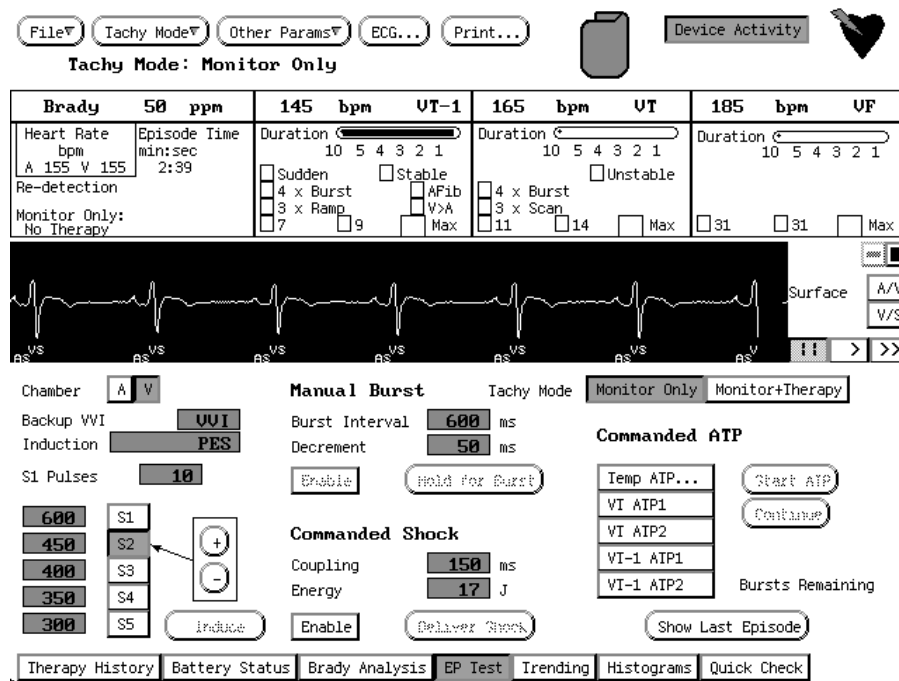 File▼ Tachy Mode▼ Other Params▼ ECG... Print... Device Activity
Tachy Mode: Monitor Only
Brady 50 ppm 145 bpm VT-1 165 bpm VT 185 bpm VF
Heart Rate Episode Time Duration Duration Duration
bpm min:sec 10 5 4 3 2 1 10 5 4 3 2 1 10 5 4 3 2 1
A 155 V 155 2:39 Sudden Stable Unstable
Re-detection 4 x Burst AFib 4 x Burst
Monitor Only: 3 x Ramp V>A 3 x Scan
No Therapy 7 9 Max 11 14 Max 31 31 Max
Surface A/V
V/S
AS VS AS VS AS VS AS VS AS VS AS VS AS V
|| > >>
Chamber A V Manual Burst Tachy Mode Monitor Only Monitor+Therapy
Backup VVI VVI Burst Interval 600 ms
Induction PES Decrement 50 ms Commanded ATP
S1 Pulses 10 Enable Hold for Burst Temp ATP... Start ATP
600 S1 + VT ATP1 Continue
450 S2 Commanded Shock VT ATP2
400 S3 - Coupling 150 ms VT-1 ATP1
350 S4 Energy 17 J VT-1 ATP2 Bursts Remaining
300 S5 Induce Enable Deliver Shock Show Last Episode
Therapy History Battery Status Brady Analysis EP Test Trending Histograms Quick Check